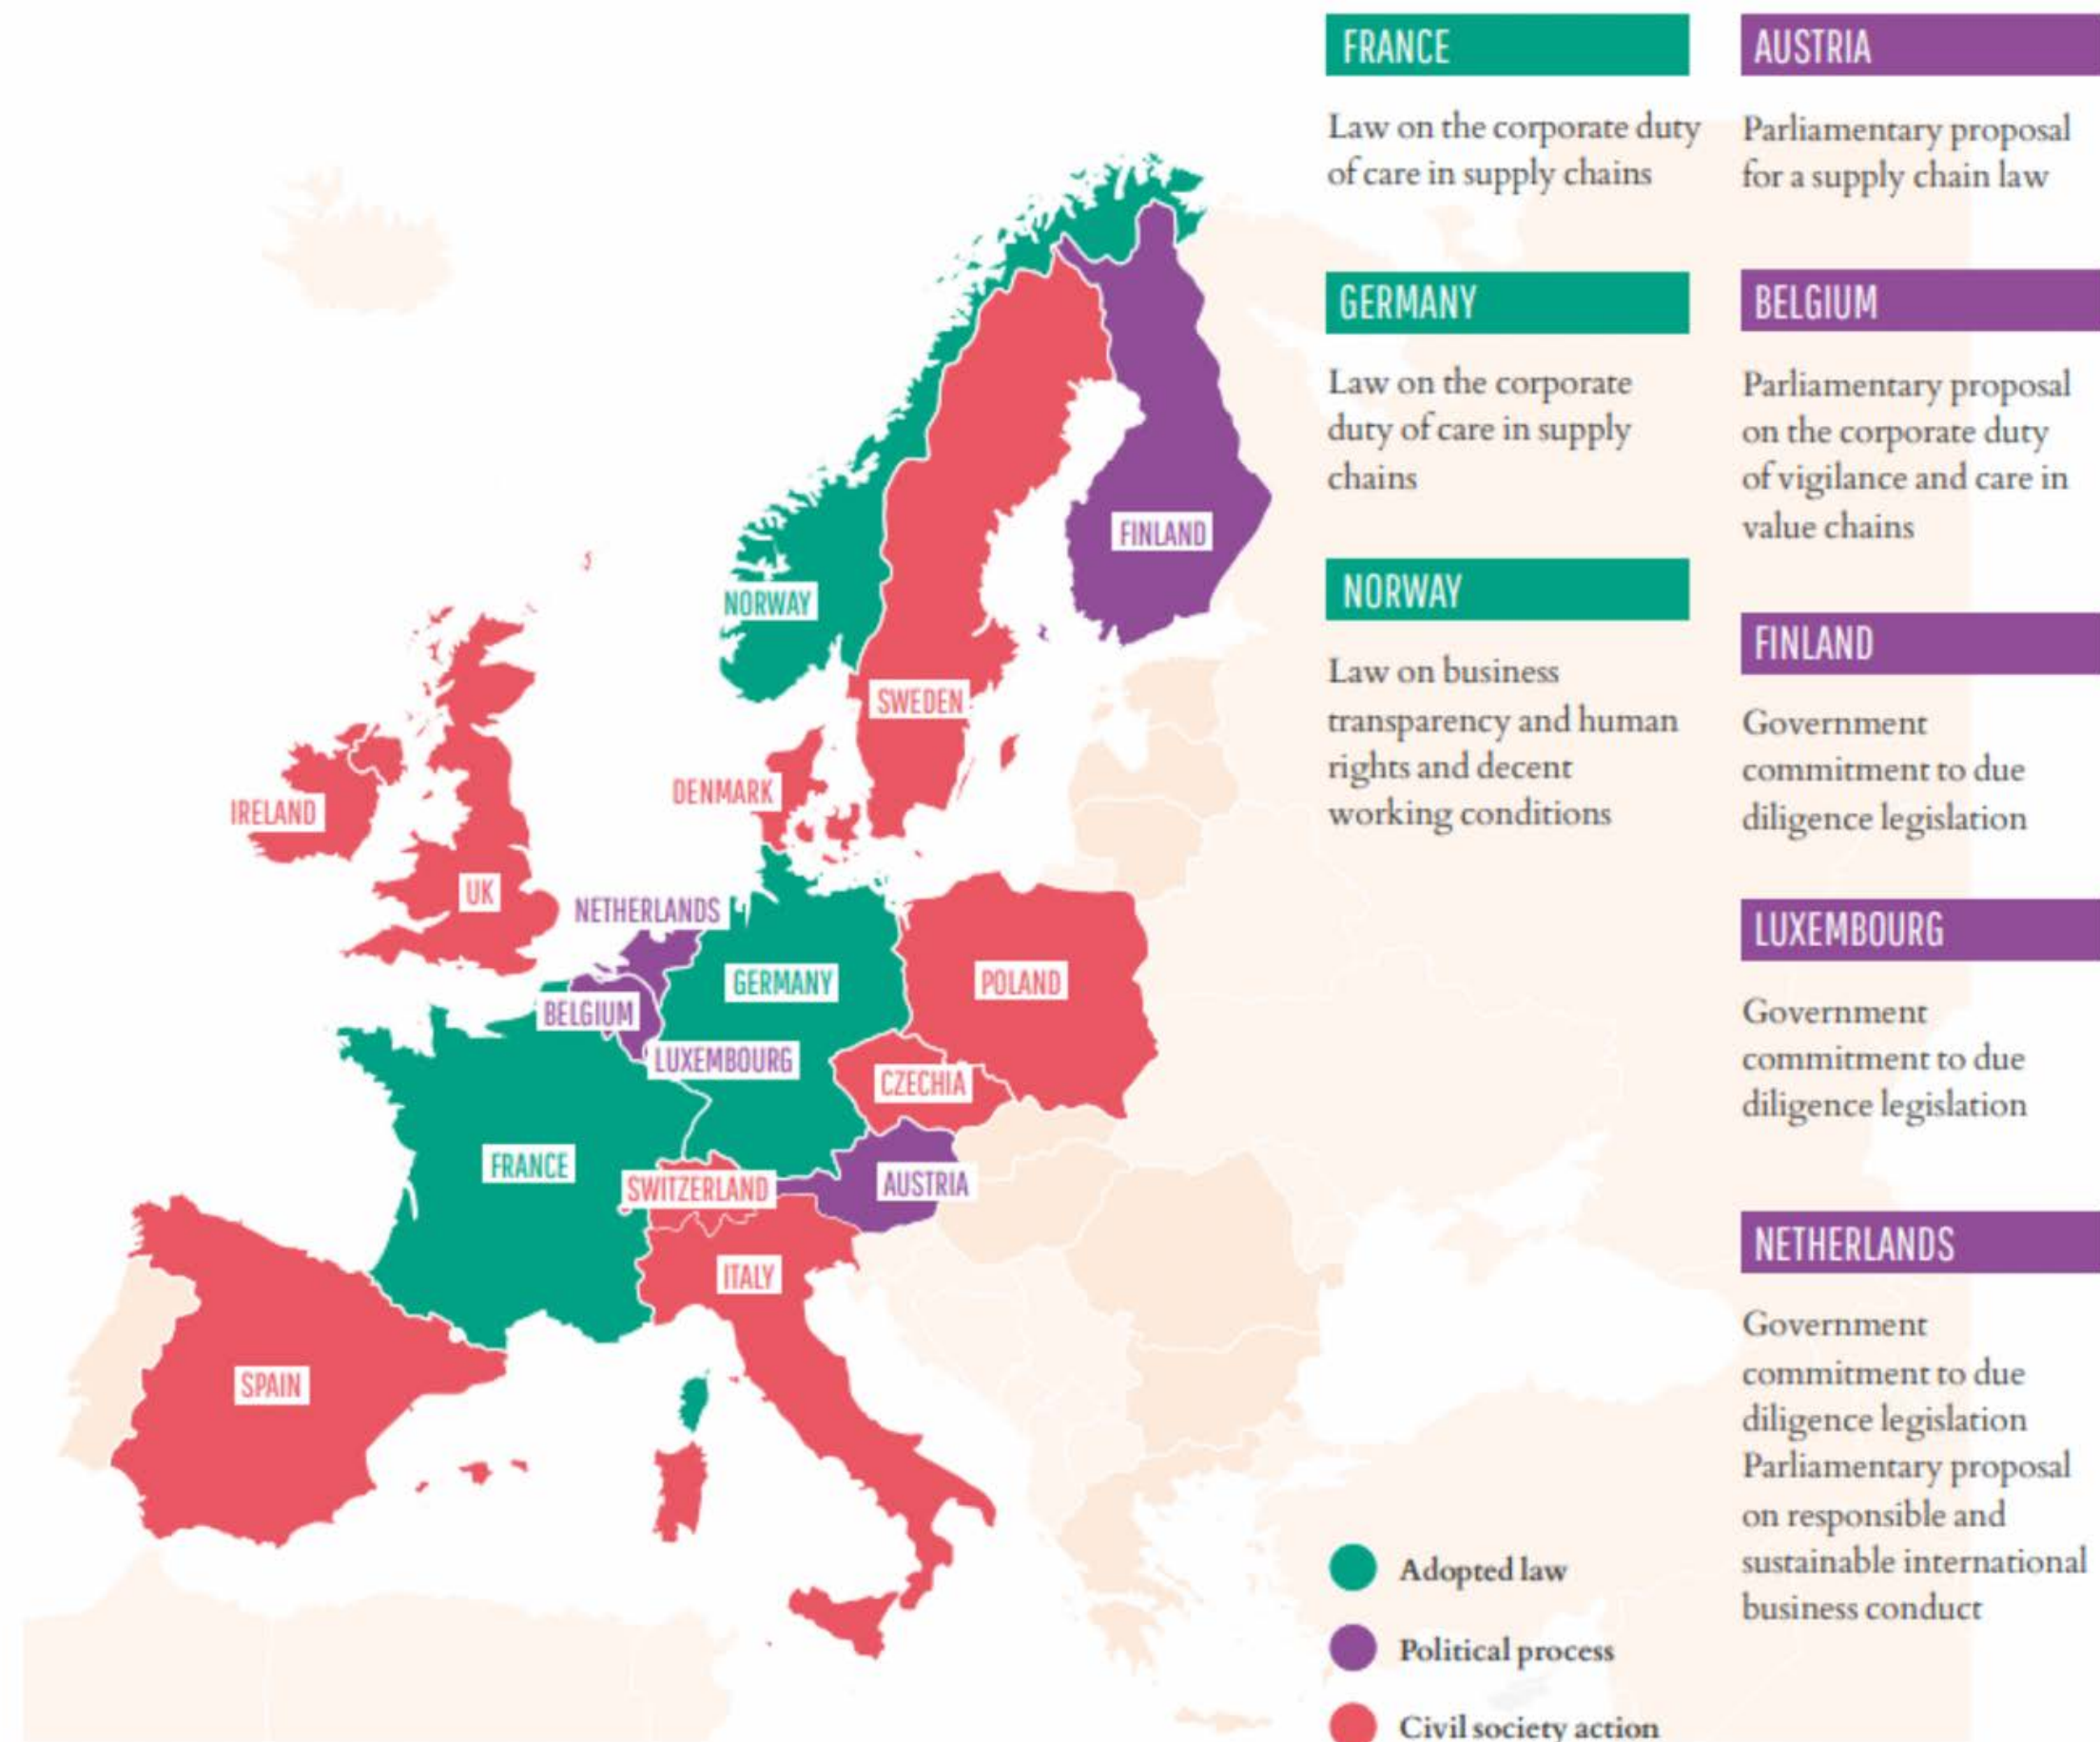 FRANCE
Law on the corporate duty
of care in supply chains
GERMANY
Law on the corporate
duty of care in supply
chains
NORWAY
Law on business
transparency and human
rights and decent
working conditions
AUSTRIA
Parliamentary proposal
for a supply chain law
BELGIUM
Parliamentary proposal
on the corporate duty
of vigilance and care in
value chains
FINLAND
Government
commitment to due
diligence legislation
LUXEMBOURG
Government
commitment to due
diligence legislation
NETHERLANDS
Government
commitment to due
diligence legislation
Parliamentary proposal
on responsible and
sustainable international
business conduct
FINLAND
NORWAY
SWEDEN
DENMARK
IRELAND
UK
NETHERLANDS
GERMANY
POLAND
BELGIUM
LUXEMBOURG
CZECHIA
FRANCE
SWITZERLAND
AUSTRIA
ITALY
SPAIN
Adopted law
Political process
Civil society action